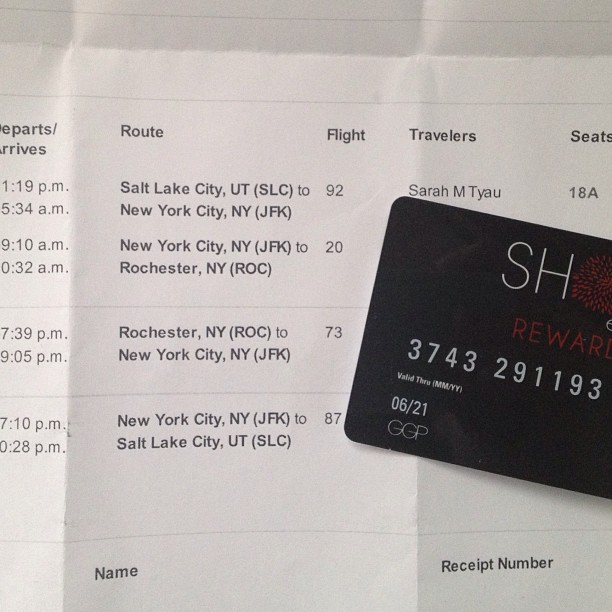 Departs/ Route Flight Travelers Seats
Arrives
1:19 p.m. Salt Lake City, UT (SLC) to 92 Sarah M Tyau 18A
5:34 a.m. New York City, NY (JFK)
9:10 a.m. New York City, NY (JFK) to 20
0:32 a.m. Rochester, NY (ROC)
7:39 p.m. Rochester, NY (ROC) to 73
9:05 p.m. New York City, NY (JFK)
7:10 p.m. New York City, NY (JFK) to 87
0:28 p.m. Salt Lake City, UT (SLC)
Name Receipt Number
SH
REWARD
3743 291193
Valid Thru (MM/YY)
06/21
GGP